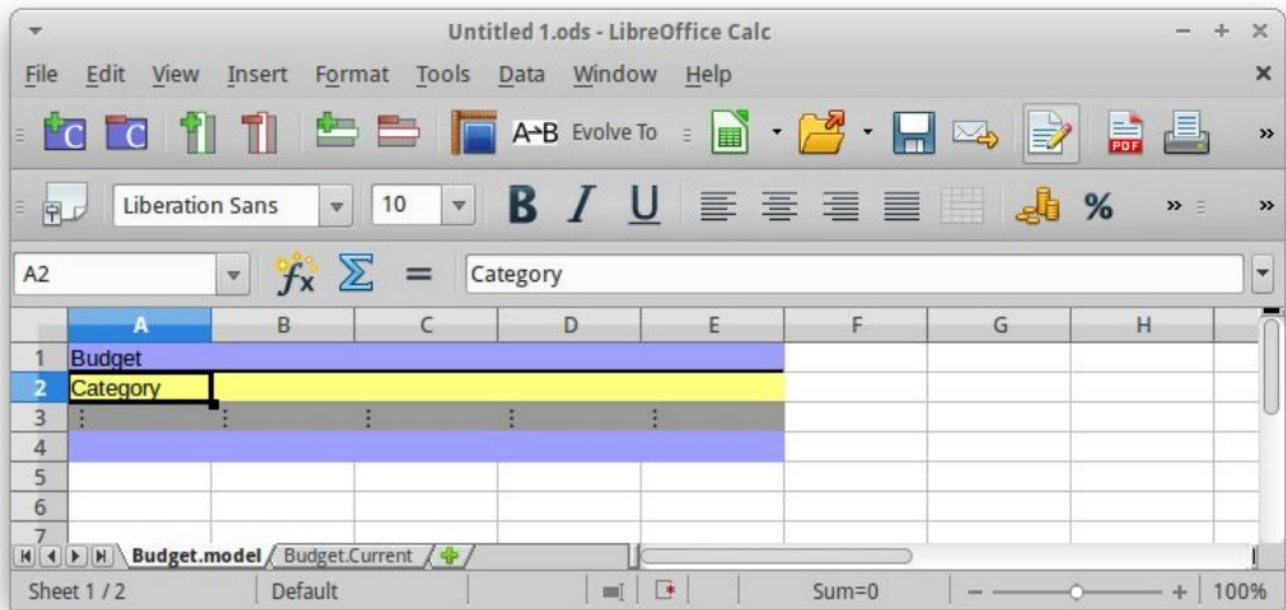 Untitled 1.ods - LibreOffice Calc
File Edit View Insert Format Tools Data Window Help
C C A→B Evolve To PDF »
Liberation Sans 10 B I U % » »
A2 fx Σ = Category
A B C D E F G H
1 Budget
2 Category
3 ⋮ ⋮ ⋮ ⋮ ⋮
4
5
6
7
Budget.model Budget.Current
Sheet 1 / 2 Default Sum=0 100%